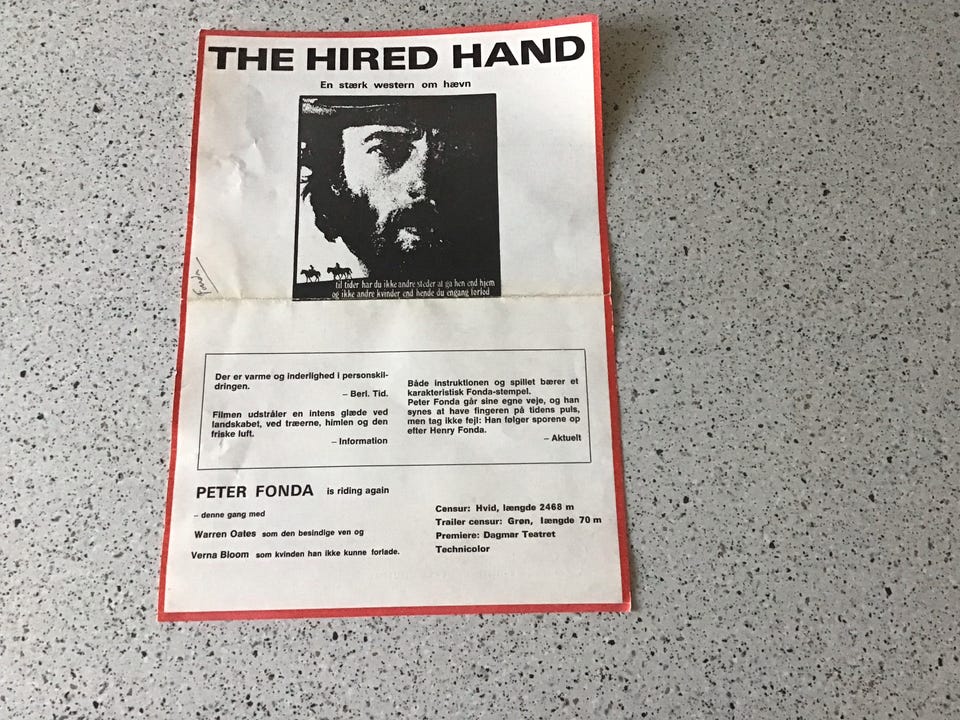 THE HIRED HAND
En stærk western om hævn
til tider har du ikke andre steder at gå hen end hjem
og ikke andre kvinder end hende du engang forlod
Der er varme og inderlighed i personskil-
dringen.
– Berl. Tid.
Filmen udstråler en intens glæde ved
landskabet, ved træerne, himlen og den
friske luft.
– Information
Både instruktionen og spillet bærer et
karakteristisk Fonda-stempel.
Peter Fonda går sine egne veje, og han
synes at have fingeren på tidens puls,
men tag ikke fejl: Han følger sporene op
efter Henry Fonda.
– Aktuelt
PETER FONDA is riding again
– denne gang med
Warren Oates som den besindige ven og
Verna Bloom som kvinden han ikke kunne forlade.
Censur: Hvid, længde 2468 m
Trailer censur: Grøn, længde 70 m
Premiere: Dagmar Teatret
Technicolor